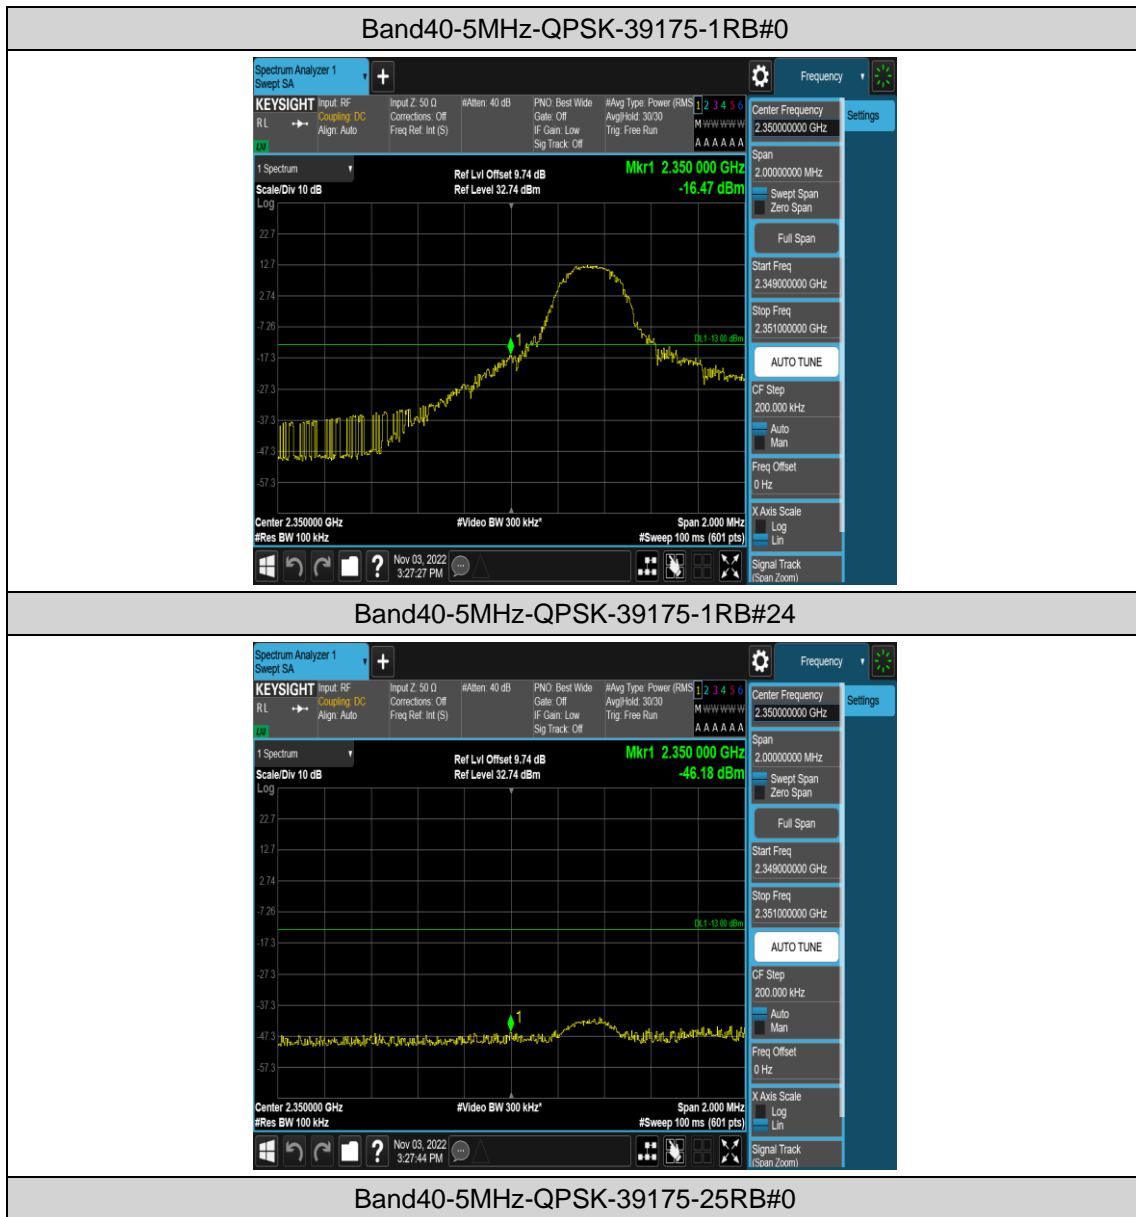 Band40-5MHz-QPSK-39175-1RB#0
Spectrum Analyzer 1
Swept SA
Frequency
KEYSIGHT
RL
LXI
Input: RF
Coupling: DC
Align: Auto
Input Z: 50 Ω
Corrections: Off
Freq Ref: Int (S)
#Atten: 40 dB
PNO: Best Wide
Gate: Off
IF Gain: Low
Sig Track: Off
#Avg Type: Power (RMS
Avg|Hold: 30/30
Trig: Free Run
1 2 3 4 5 6
M W W W W W
A A A A A A
1 Spectrum
Scale/Div 10 dB
Log
Ref Lvl Offset 9.74 dB
Ref Level 32.74 dBm
Mkr1 2.350 000 GHz
-16.47 dBm
22.7
12.7
2.74
-7.26
-17.3
-27.3
-37.3
-47.3
-57.3
DL1 -13.00 dBm
1
Center 2.350000 GHz
#Res BW 100 kHz
#Video BW 300 kHz*
Span 2.000 MHz
#Sweep 100 ms (601 pts)
Nov 03, 2022
3:27:27 PM
Center Frequency
2.350000000 GHz
Settings
Span
2.00000000 MHz
Swept Span
Zero Span
Full Span
Start Freq
2.349000000 GHz
Stop Freq
2.351000000 GHz
AUTO TUNE
CF Step
200.000 kHz
Auto
Man
Freq Offset
0 Hz
X Axis Scale
Log
Lin
Signal Track
(Span Zoom)
Band40-5MHz-QPSK-39175-1RB#24
Spectrum Analyzer 1
Swept SA
Frequency
KEYSIGHT
RL
LXI
Input: RF
Coupling: DC
Align: Auto
Input Z: 50 Ω
Corrections: Off
Freq Ref: Int (S)
#Atten: 40 dB
PNO: Best Wide
Gate: Off
IF Gain: Low
Sig Track: Off
#Avg Type: Power (RMS
Avg|Hold: 30/30
Trig: Free Run
1 2 3 4 5 6
M W W W W W
A A A A A A
1 Spectrum
Scale/Div 10 dB
Log
Ref Lvl Offset 9.74 dB
Ref Level 32.74 dBm
Mkr1 2.350 000 GHz
-46.18 dBm
22.7
12.7
2.74
-7.26
-17.3
-27.3
-37.3
-47.3
-57.3
DL1 -13.00 dBm
1
Center 2.350000 GHz
#Res BW 100 kHz
#Video BW 300 kHz*
Span 2.000 MHz
#Sweep 100 ms (601 pts)
Nov 03, 2022
3:27:44 PM
Center Frequency
2.350000000 GHz
Settings
Span
2.00000000 MHz
Swept Span
Zero Span
Full Span
Start Freq
2.349000000 GHz
Stop Freq
2.351000000 GHz
AUTO TUNE
CF Step
200.000 kHz
Auto
Man
Freq Offset
0 Hz
X Axis Scale
Log
Lin
Signal Track
(Span Zoom)
Band40-5MHz-QPSK-39175-25RB#0